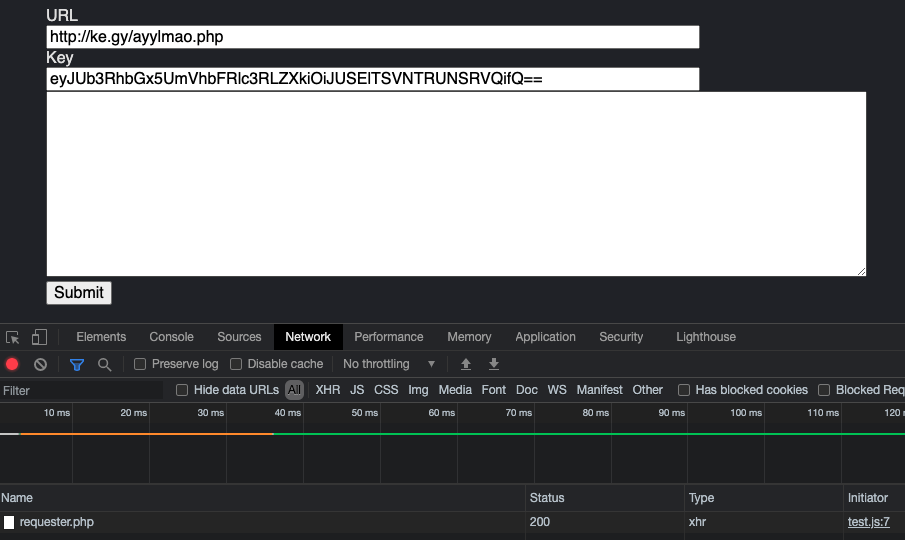 URL
http://ke.gy/ayylmao.php
Key
eyJUb3RhbGx5UmVhbFRlc3RLZXkiOiJUSElTSVNTRUNSRVQifQ==
Submit
Elements Console Sources Network Performance Memory Application Security Lighthouse
Preserve log Disable cache No throttling ▼
Filter Hide data URLs All XHR JS CSS Img Media Font Doc WS Manifest Other Has blocked cookies Blocked Req
10 ms 20 ms 30 ms 40 ms 50 ms 60 ms 70 ms 80 ms 90 ms 100 ms 110 ms 120 m
Name Status Type Initiator
requester.php 200 xhr test.js:7